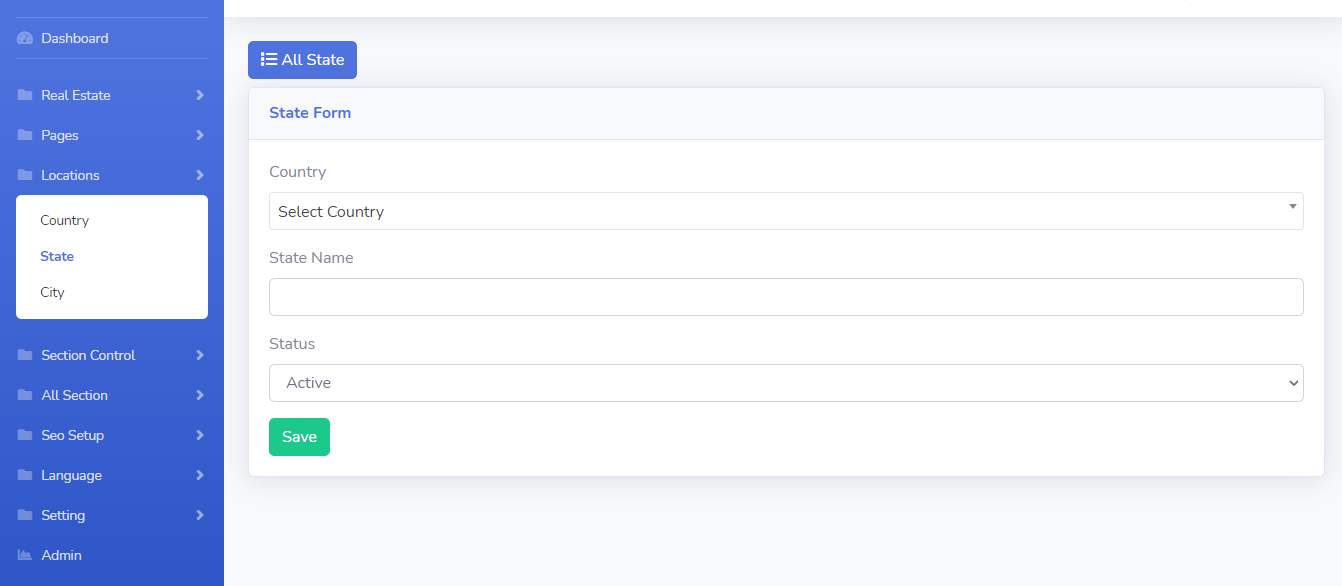 Dashboard
Real Estate
Pages
Locations
Country
State
City
Section Control
All Section
Seo Setup
Language
Setting
Admin
All State
State Form
Country
Select Country
State Name
Status
Active
Save